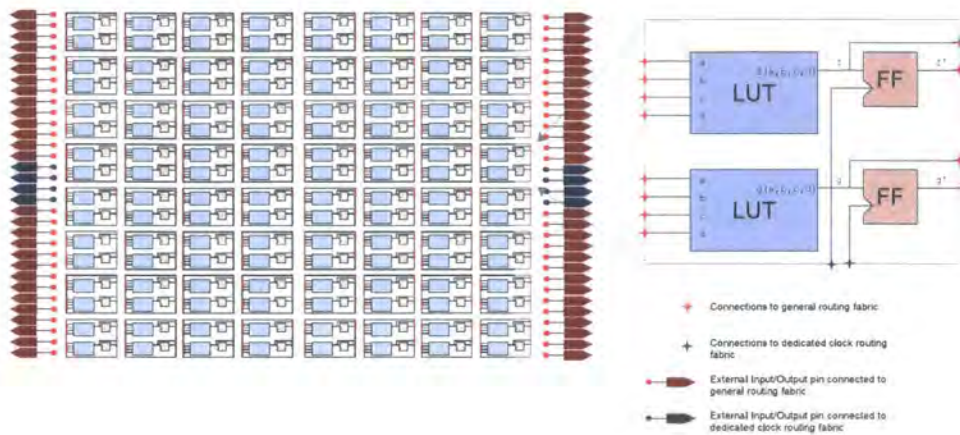 a
b
c
d
g(a,b,c,d)
LUT
FF
a
b
c
d
g(a,b,c,d)
LUT
FF
Connections to general routing fabric
Connections to dedicated clock routing
fabric
External Input/Output pin connected to
general routing fabric
External Input/Output pin connected to
dedicated clock routing fabric